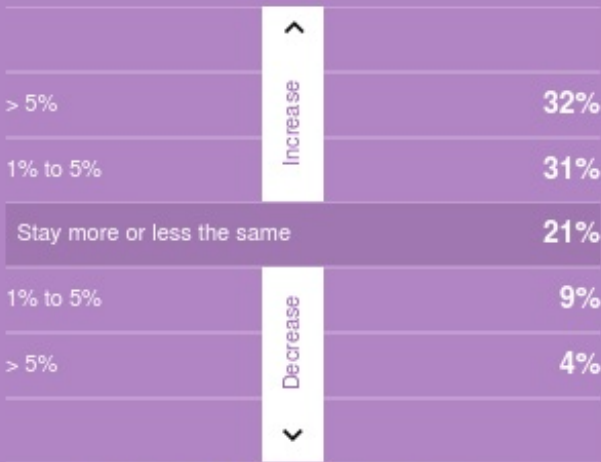 > 5% 32%
Increase
1% to 5% 31%
Stay more or less the same 21%
1% to 5% 9%
Decrease
> 5% 4%